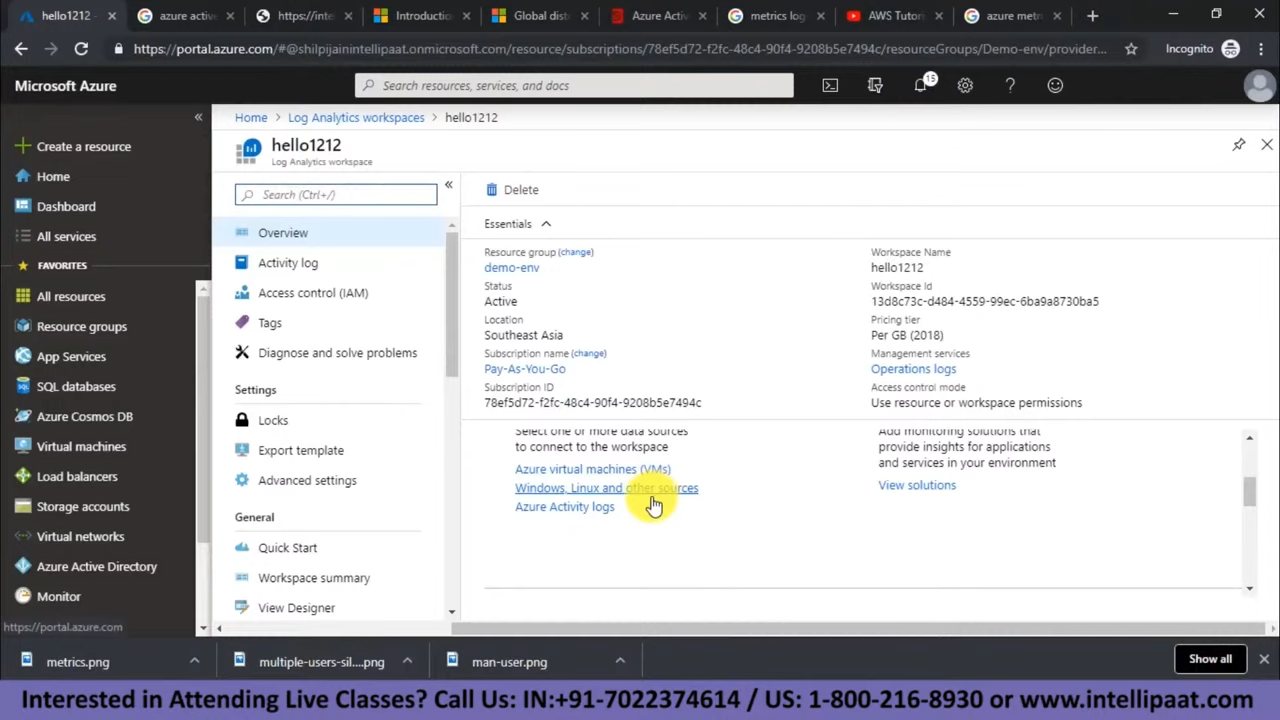 hello1212 -
azure active
https://inte
Introduction
Global dist
Azure Activ
metrics log
AWS Tutori
azure metr
https://portal.azure.com/#@shilpijainintellipaat.onmicrosoft.com/resource/subscriptions/78ef5d72-f2fc-48c4-90f4-9208b5e7494c/resourceGroups/Demo-env/provider...
Incognito
Microsoft Azure
Search resources, services, and docs
15
Create a resource
Home
Dashboard
All services
FAVORITES
All resources
Resource groups
App Services
SQL databases
Azure Cosmos DB
Virtual machines
Load balancers
Storage accounts
Virtual networks
Azure Active Directory
Monitor
https://portal.azure.com
Home
Log Analytics workspaces
hello1212
hello1212
Log Analytics workspace
Search (Ctrl+/)
Overview
Activity log
Access control (IAM)
Tags
Diagnose and solve problems
Settings
Locks
Export template
Advanced settings
General
Quick Start
Workspace summary
View Designer
Delete
Essentials
Resource group (change)
demo-env
Status
Active
Location
Southeast Asia
Subscription name (change)
Pay-As-You-Go
Subscription ID
78ef5d72-f2fc-48c4-90f4-9208b5e7494c
Workspace Name
hello1212
Workspace Id
13d8c73c-d484-4559-99ec-6ba9a8730ba5
Pricing tier
Per GB (2018)
Management services
Operations logs
Access control mode
Use resource or workspace permissions
Select one or more data sources
to connect to the workspace
Azure virtual machines (VMs)
Windows, Linux and other sources
Azure Activity logs
Add monitoring solutions that
provide insights for applications
and services in your environment
View solutions
metrics.png
multiple-users-sil....png
man-user.png
Show all
Interested in Attending Live Classes? Call Us: IN:+91-7022374614 / US: 1-800-216-8930 or www.intellipaat.com